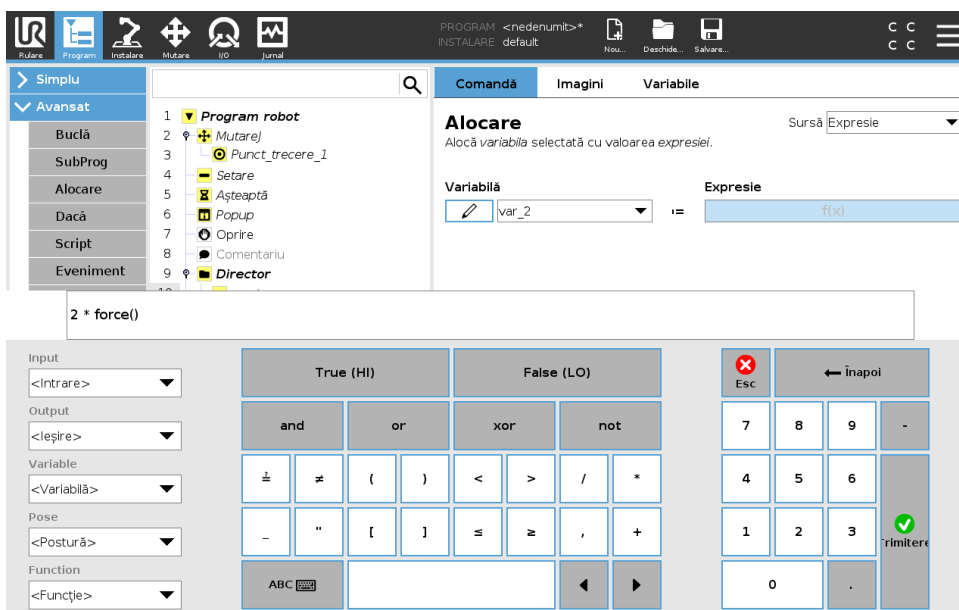 PROGRAM <nedenumit>*
INSTALARE default
Rulare Program Instalare Mutare I/O Jurnal Nou... Deschide... Salvare...
C C
C C
Simplu
Avansat
Buclă
SubProg
Alocare
Dacă
Script
Eveniment
1 Program robot
2 MutareJ
3 Punct_trecere_1
4 Setare
5 Așteaptă
6 Popup
7 Oprire
8 Comentariu
9 Director
Comandă Imagini Variabile
Alocare
Sursă Expresie
Alocă variabila selectată cu valoarea expresiei.
Variabilă Expresie
var_2 := f(x)
2 * force()
Input
<Intrare>
Output
<Ieșire>
Variable
<Variabilă>
Pose
<Postură>
Function
<Funcție>
True (HI) False (LO)
and or xor not
≟ ≠ ( ) < > / *
_ " [ ] ≤ ≥ , +
ABC
Esc Înapoi
7 8 9 -
4 5 6
1 2 3 Trimitere
0 .